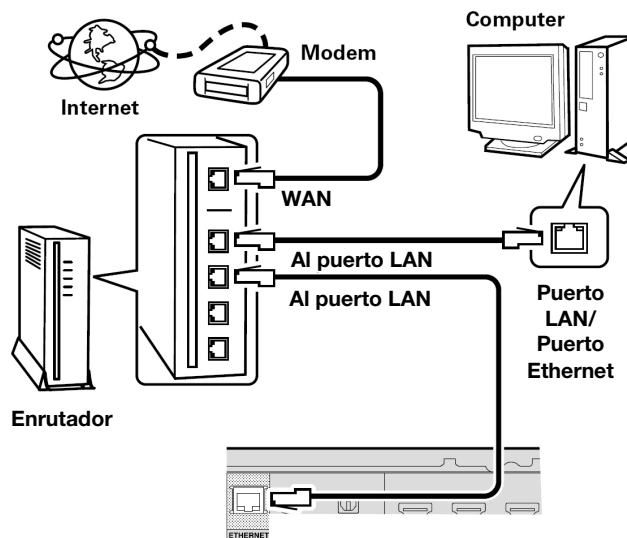 Computer
Modem
Internet
WAN
Al puerto LAN
Al puerto LAN
Puerto
LAN/
Puerto
Ethernet
Enrutador
ETHERNET